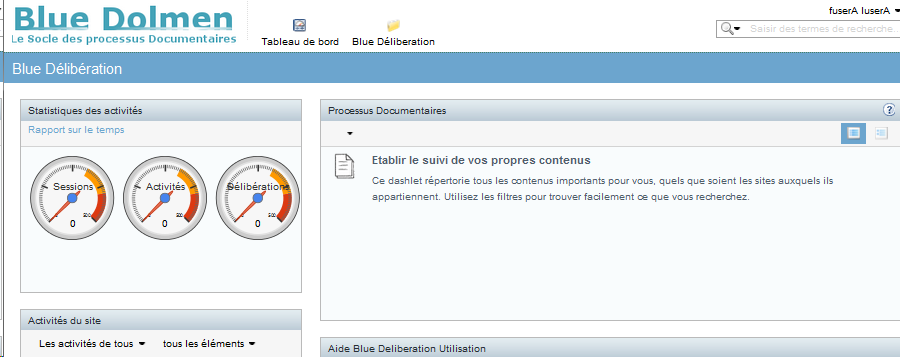 Blue Dolmen
Le Socle des processus Documentaires
Tableau de bord
Blue Déliberation
fuserA luserA
Saisir des termes de recherche...
Blue Délibération
Statistiques des activités
Rapport sur le temps
Sessions
0
500
Activités
0
500
Délibérations
0
500
Processus Documentaires
?
Etablir le suivi de vos propres contenus
Ce dashlet répertorie tous les contenus importants pour vous, quels que soient les sites auxquels ils
appartiennent. Utilisez les filtres pour trouver facilement ce que vous recherchez.
Activités du site
Les activités de tous
tous les éléments
Aide Blue Deliberation Utilisation